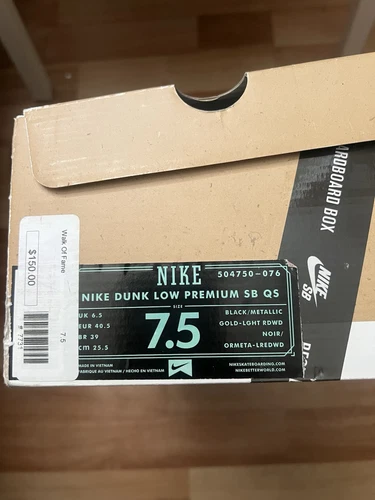 ARDBOARD BOX
NIKE
SB
Walk Of Fame
$150.00
7.5
NIKE
504750-076
NIKE DUNK LOW PREMIUM SB QS
UK 6.5
EUR 40.5
BR 39
cm 25.5
SIZE
7.5
BLACK/METALLIC
GOLD-LGHT RDWD
NOIR/
ORMETA-LREDWD
MADE IN VIETNAM
FABRIQUE AU VIETNAM / HECHO EN VIETNAM
NIKESKATEBOARDING.COM
NIKEBETTERWORLD.COM